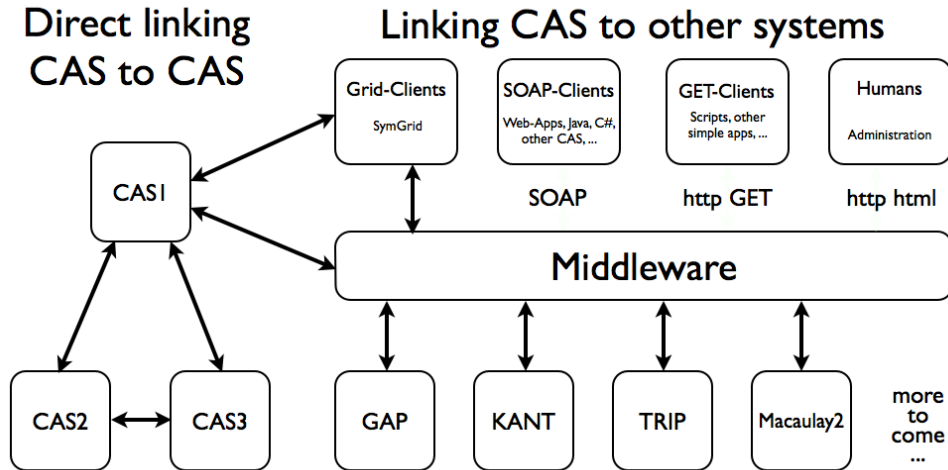 Direct linking
CAS to CAS
Linking CAS to other systems
Grid-Clients
SymGrid
SOAP-Clients
Web-Apps, Java, C#,
other CAS, ...
GET-Clients
Scripts, other
simple apps, ...
Humans
Administration
CAS1
SOAP
http GET
http html
Middleware
CAS2
CAS3
GAP
KANT
TRIP
Macaulay2
more
to
come
...